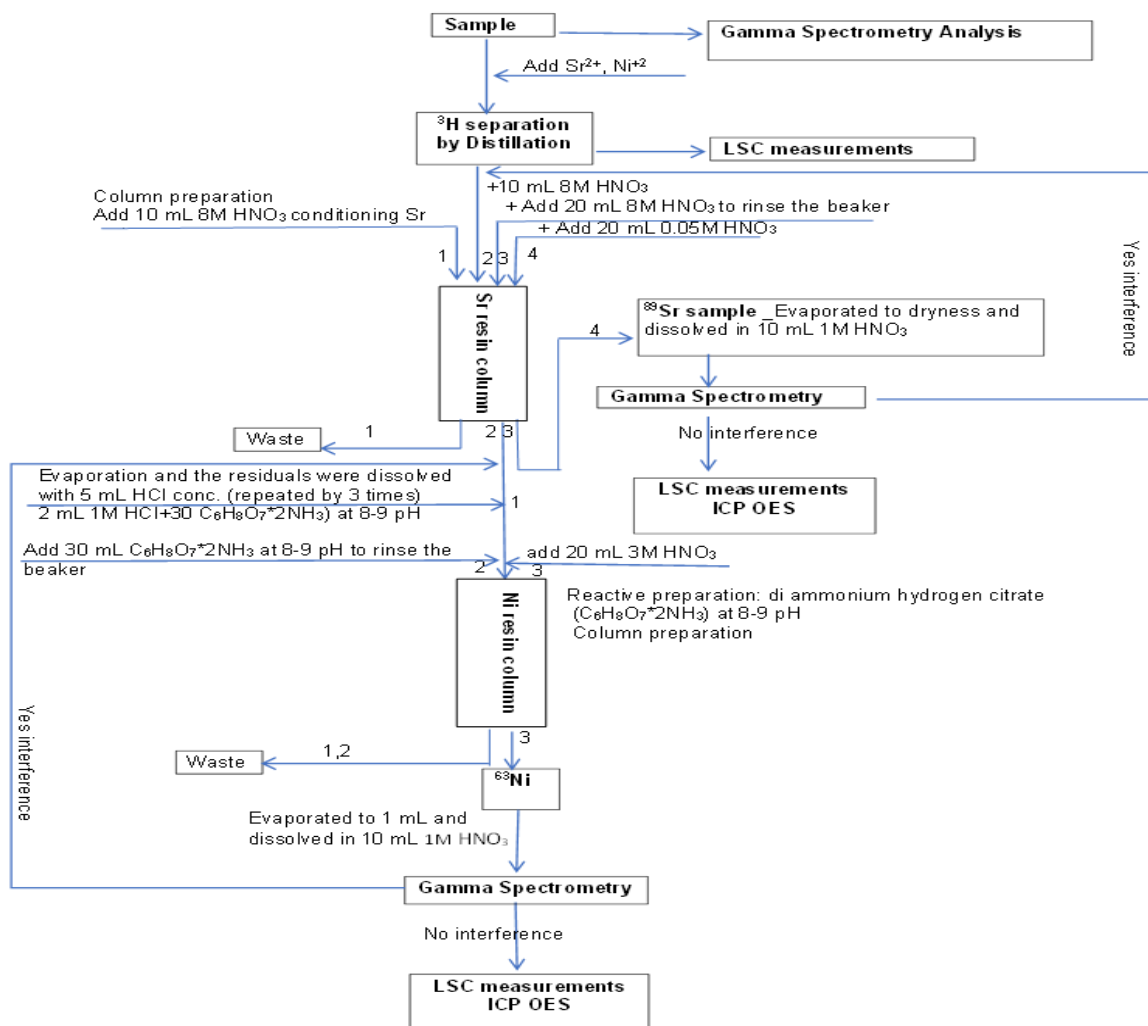 Sample
Gamma Spectrometry Analysis
Add Sr²⁺, Ni⁺²
³H separation
by Distillation
LSC measurements
Column preparation
Add 10 mL 8M HNO₃ conditioning Sr
+10 mL 8M HNO₃
+ Add 20 mL 8M HNO₃ to rinse the beaker
+ Add 20 mL 0.05M HNO₃
1
2
3
4
Sr resin column
Yes interference
⁸⁹Sr sample _Evaporated to dryness and
dissolved in 10 mL 1M HNO₃
4
Gamma Spectrometry
No interference
LSC measurements
ICP OES
Waste
1
2
3
Evaporation and the residuals were dissolved
with 5 mL HCl conc. (repeated by 3 times)
2 mL 1M HCl+30 C₆H₈O₇*2NH₃) at 8-9 pH
1
Add 30 mL C₆H₈O₇*2NH₃ at 8-9 pH to rinse the
beaker
add 20 mL 3M HNO₃
2
3
Ni resin column
Reactive preparation: di ammonium hydrogen citrate
(C₆H₈O₇*2NH₃) at 8-9 pH
Column preparation
Yes interference
Waste
1,2
3
⁶³Ni
Evaporated to 1 mL and
dissolved in 10 mL 1M HNO₃
Gamma Spectrometry
No interference
LSC measurements
ICP OES